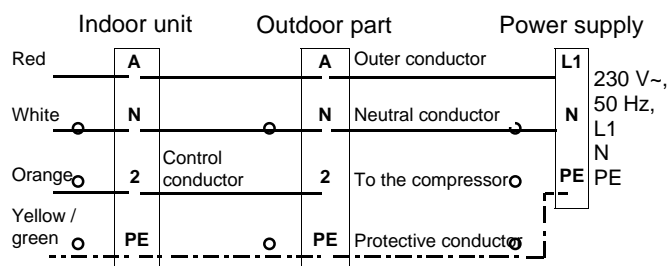 Indoor unit Outdoor part Power supply
Red A A Outer conductor L1
230 V~,
White N N Neutral conductor N 50 Hz,
L1
N
Orange 2 Control conductor 2 To the compressor PE PE
Yellow /
green PE PE Protective conductor